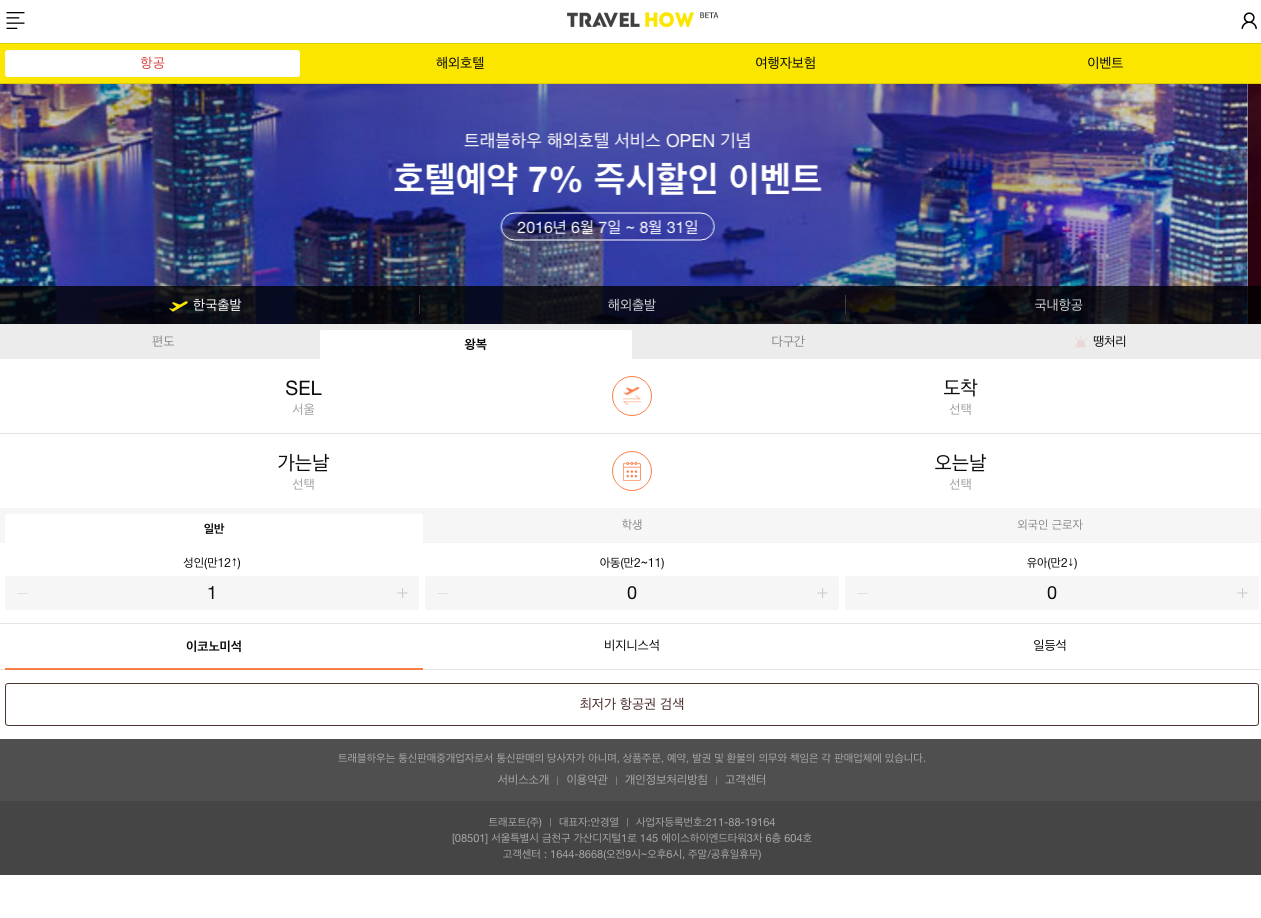 TRAVEL HOW BETA
항공 해외호텔 여행자보험 이벤트
트래블하우 해외호텔 서비스 OPEN 기념
호텔예약 7% 즉시할인 이벤트
2016년 6월 7일 ~ 8월 31일
한국출발 해외출발 국내항공
편도 왕복 다구간 땡처리
SEL 도착
서울 선택
가는날 오는날
선택 선택
일반 학생 외국인 근로자
성인(만12↑) 아동(만2~11) 유아(만2↓)
— 1 + — 0 + — 0 +
이코노미석 비지니스석 일등석
최저가 항공권 검색
트래블하우는 통신판매중개업자로서 통신판매의 당사자가 아니며, 상품주문, 예약, 발권 및 환불의 의무와 책임은 각 판매업체에 있습니다.
서비스소개 | 이용약관 | 개인정보처리방침 | 고객센터
트래포트(주) | 대표자:안경열 | 사업자등록번호:211-88-19164
[08501] 서울특별시 금천구 가산디지털1로 145 에이스하이엔드타워3차 6층 604호
고객센터 : 1644-8668(오전9시~오후6시, 주말/공휴일휴무)